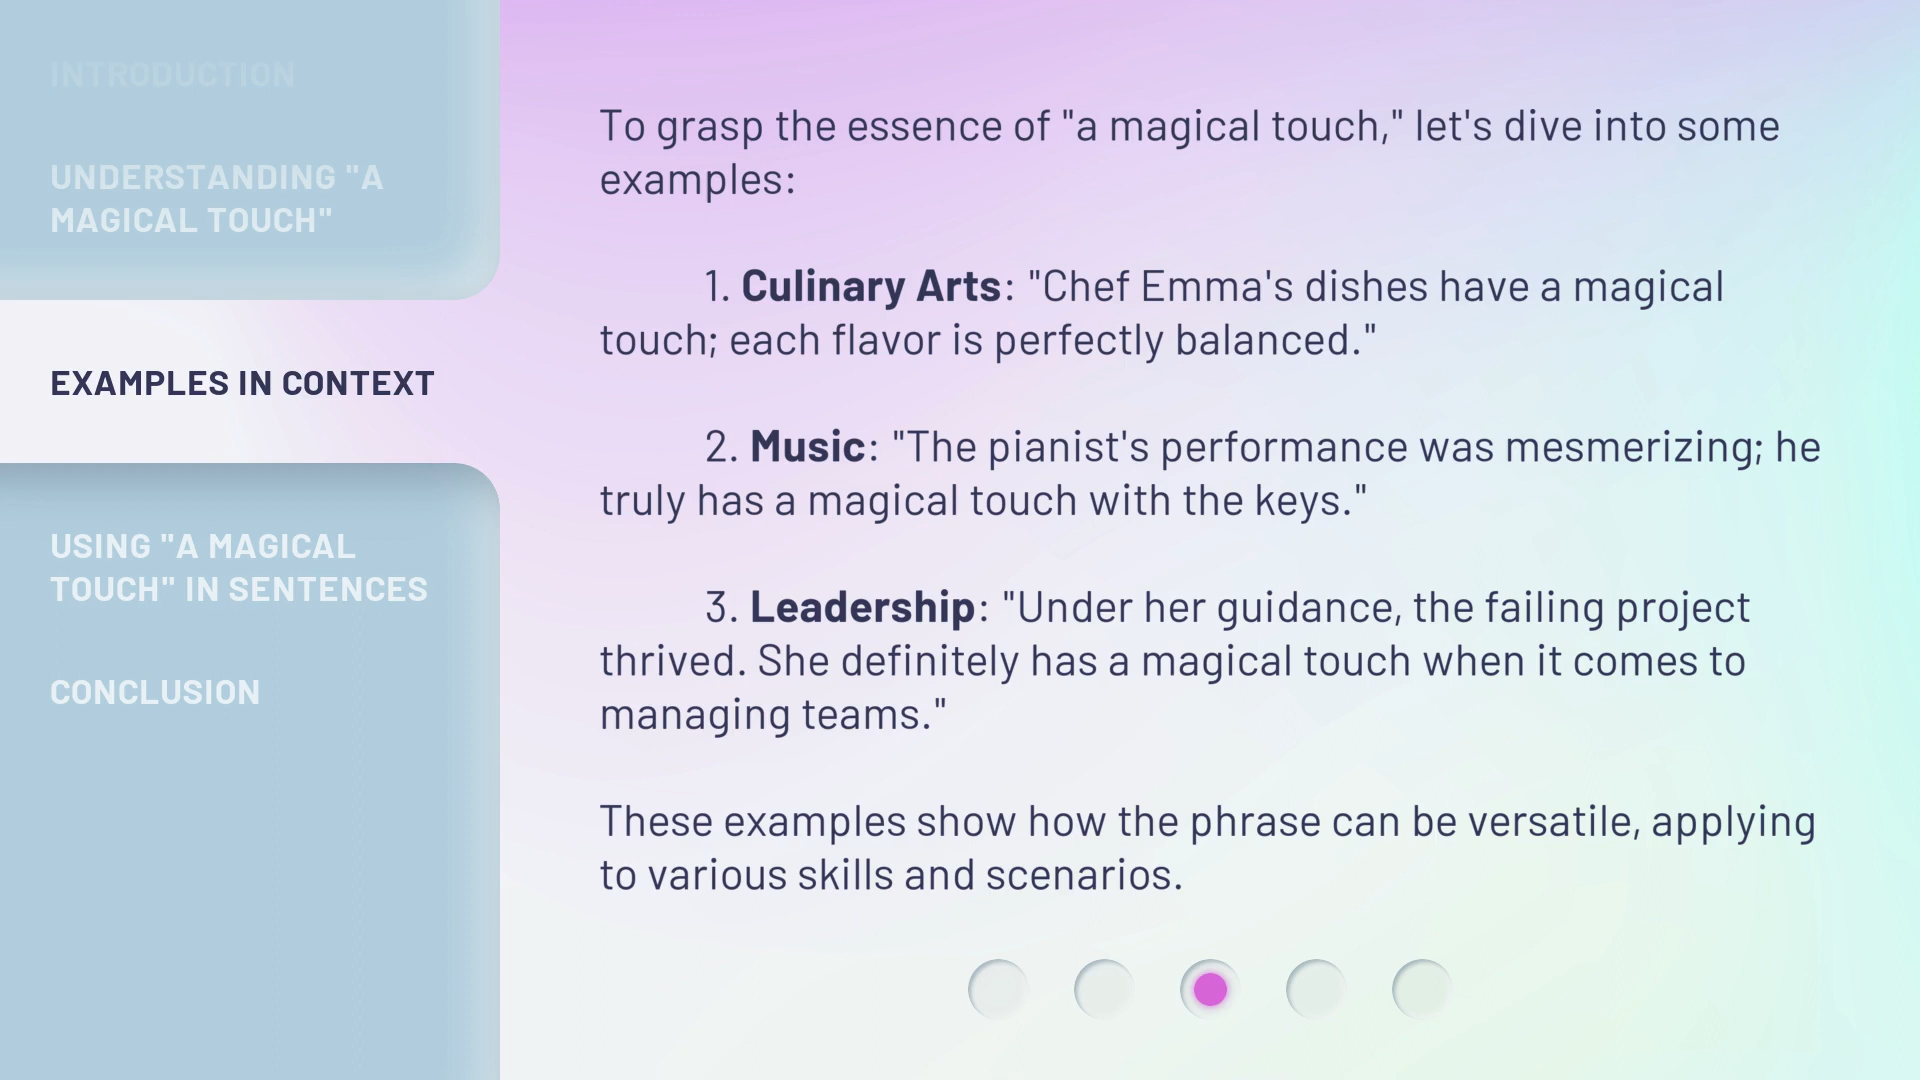 INTRODUCTION
UNDERSTANDING "A
MAGICAL TOUCH"
EXAMPLES IN CONTEXT
USING "A MAGICAL
TOUCH" IN SENTENCES
CONCLUSION
To grasp the essence of "a magical touch," let's dive into some
examples:
1. Culinary Arts: "Chef Emma's dishes have a magical
touch; each flavor is perfectly balanced."
2. Music: "The pianist's performance was mesmerizing; he
truly has a magical touch with the keys."
3. Leadership: "Under her guidance, the failing project
thrived. She definitely has a magical touch when it comes to
managing teams."
These examples show how the phrase can be versatile, applying
to various skills and scenarios.